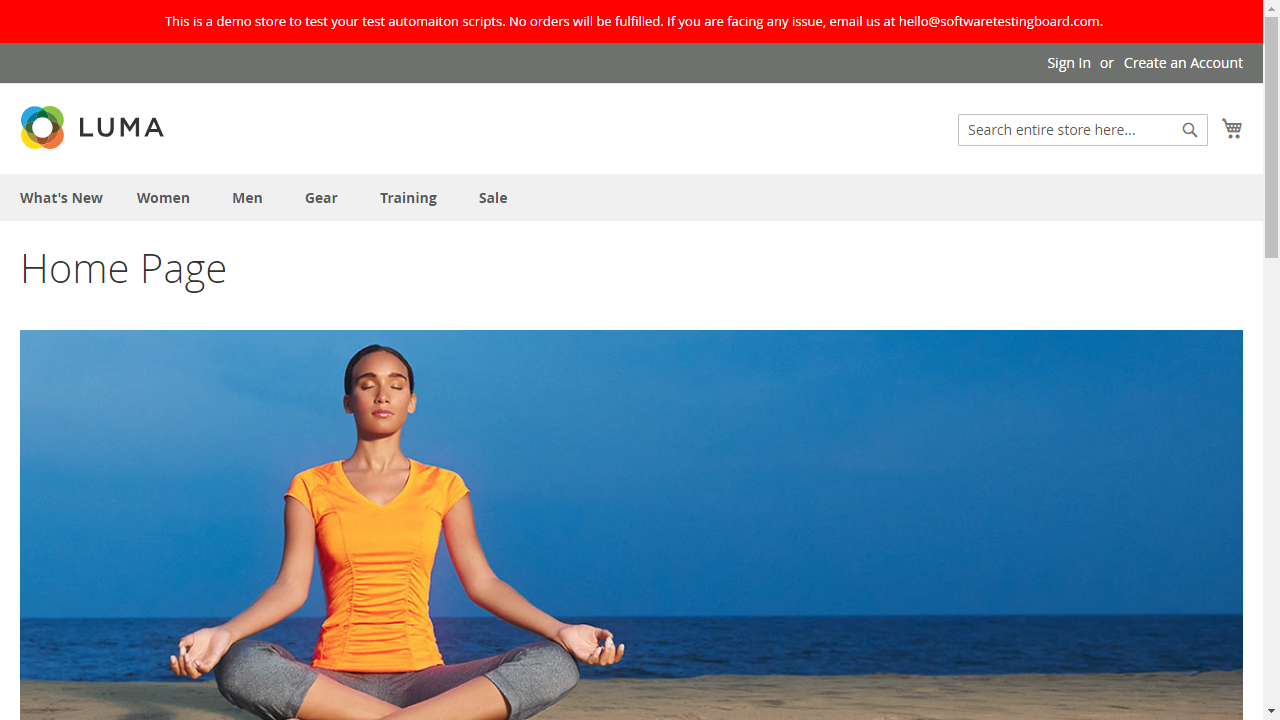 This is a demo store to test your test automaiton scripts. No orders will be fulfilled. If you are facing any issue, email us at hello@softwaretestingboard.com.
Sign In or Create an Account
LUMA
Search entire store here...
What's New Women Men Gear Training Sale
Home Page